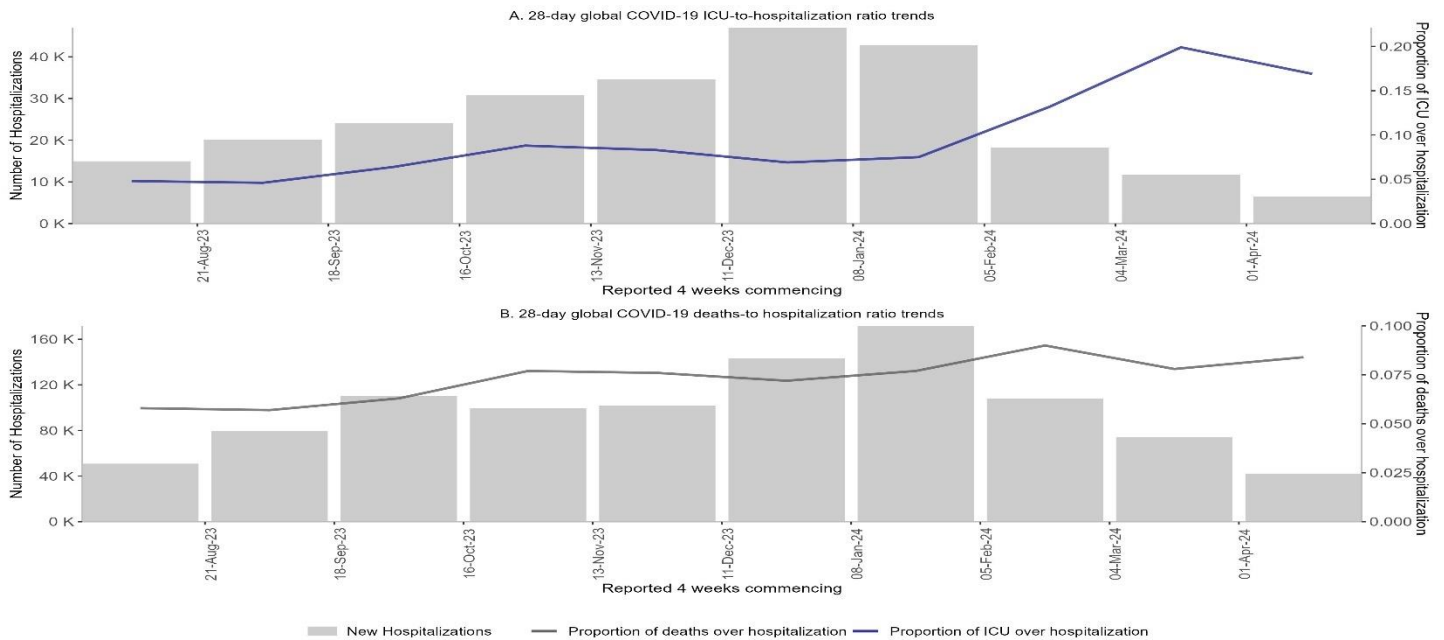 A. 28-day global COVID-19 ICU-to-hospitalization ratio trends
Number of Hospitalizations
40 K
30 K
20 K
10 K
0 K
0.20
0.15
0.10
0.05
0.00
Proportion of ICU over hospitalization
21-Aug-23
18-Sep-23
16-Oct-23
13-Nov-23
11-Dec-23
08-Jan-24
05-Feb-24
04-Mar-24
01-Apr-24
Reported 4 weeks commencing
B. 28-day global COVID-19 deaths-to hospitalization ratio trends
Number of Hospitalizations
160 K
120 K
80 K
40 K
0 K
0.100
0.075
0.050
0.025
0.000
Proportion of deaths over hospitalization
21-Aug-23
18-Sep-23
16-Oct-23
13-Nov-23
11-Dec-23
08-Jan-24
05-Feb-24
04-Mar-24
01-Apr-24
Reported 4 weeks commencing
New Hospitalizations
Proportion of deaths over hospitalization
Proportion of ICU over hospitalization